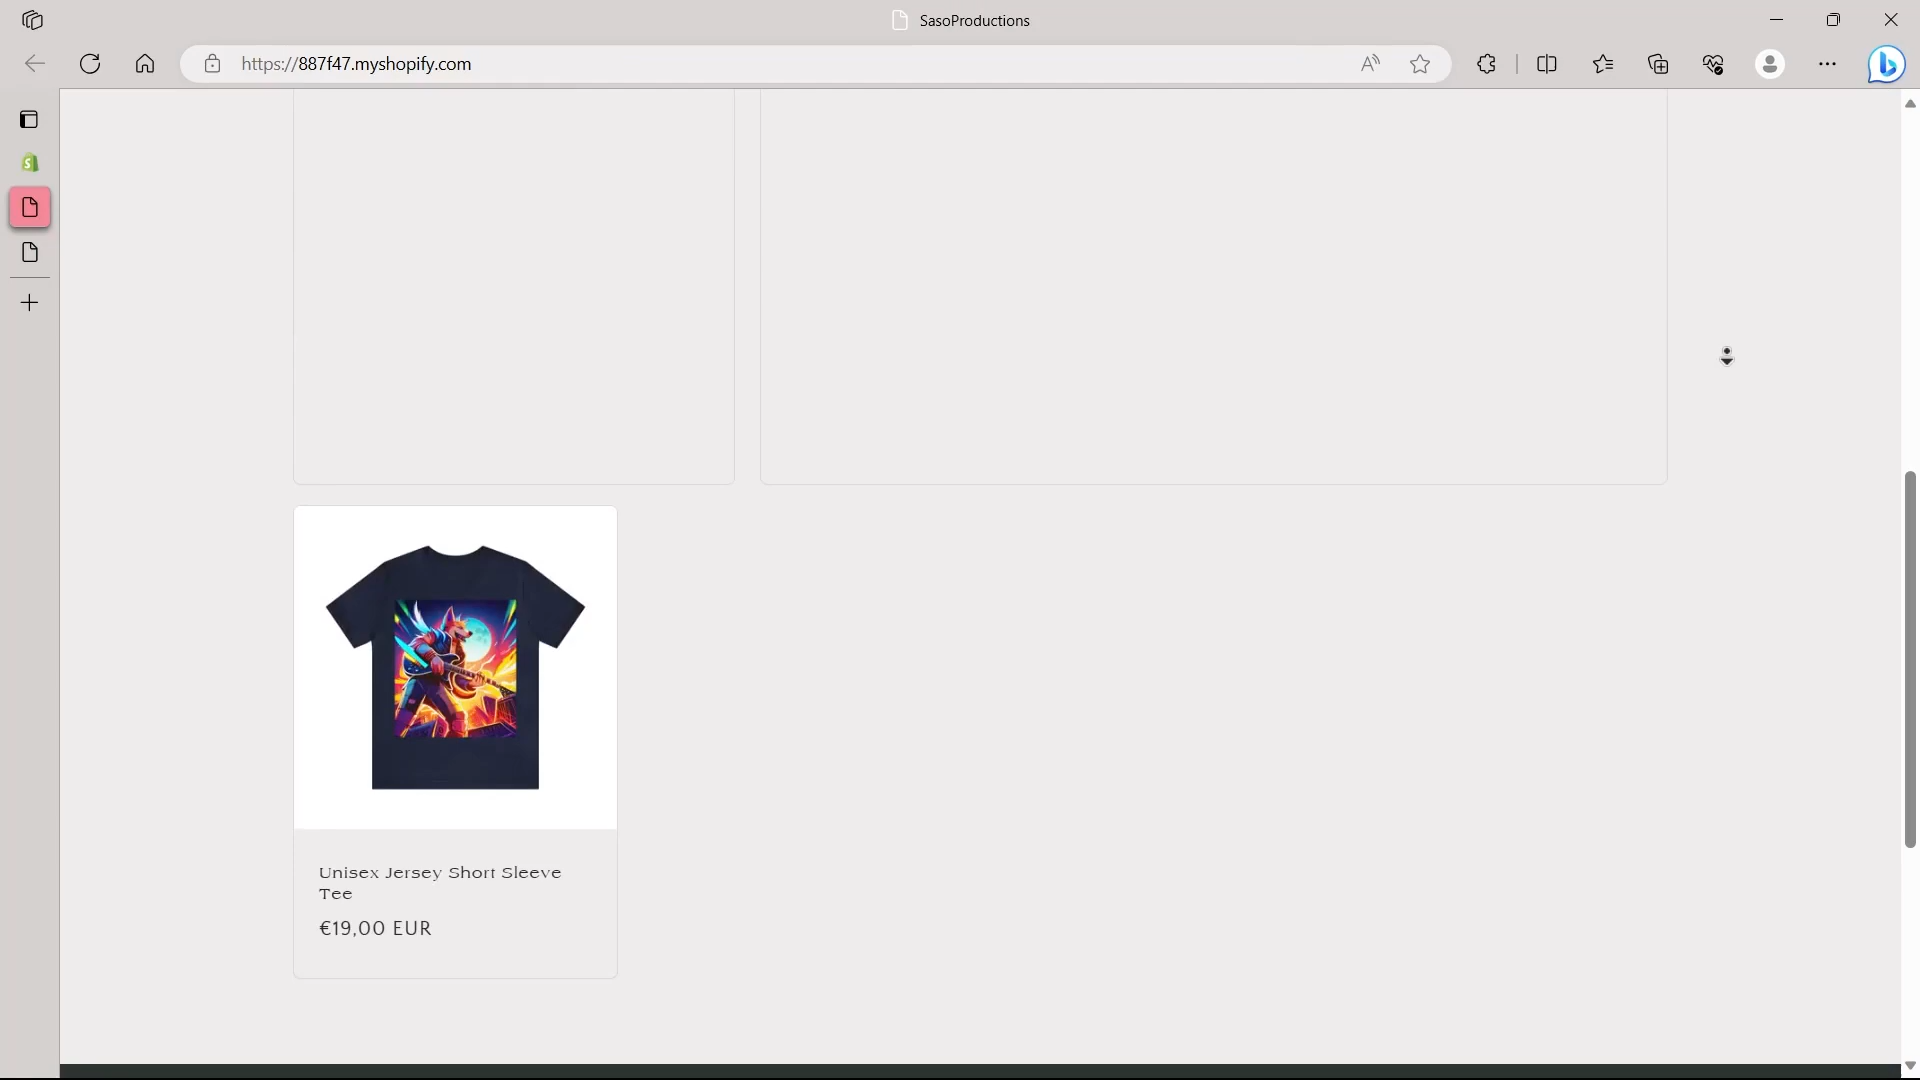 SasoProductions
https://887f47.myshopify.com
Unisex Jersey Short Sleeve
Tee
€19,00 EUR